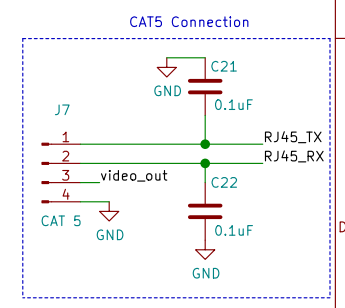 CAT5 Connection
C21
GND
0.1uF
J7
1
RJ45_TX
2
RJ45_RX
3
video_out
4
C22
CAT 5
GND
0.1uF
GND
D